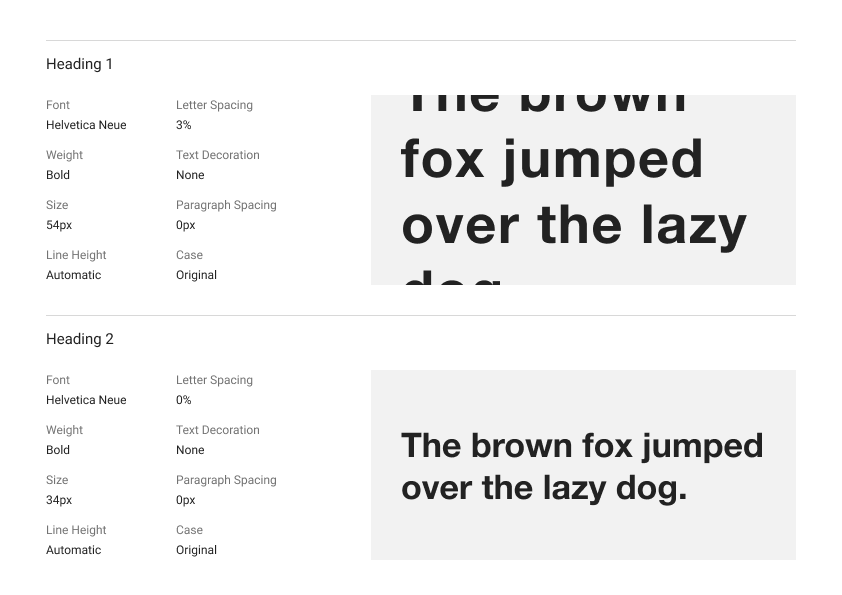 Heading 1
Font
Helvetica Neue
Letter Spacing
3%
Weight
Bold
Text Decoration
None
Size
54px
Paragraph Spacing
0px
Line Height
Automatic
Case
Original
The brown
fox jumped
over the lazy
dog.
Heading 2
Font
Helvetica Neue
Letter Spacing
0%
Weight
Bold
Text Decoration
None
Size
34px
Paragraph Spacing
0px
Line Height
Automatic
Case
Original
The brown fox jumped
over the lazy dog.